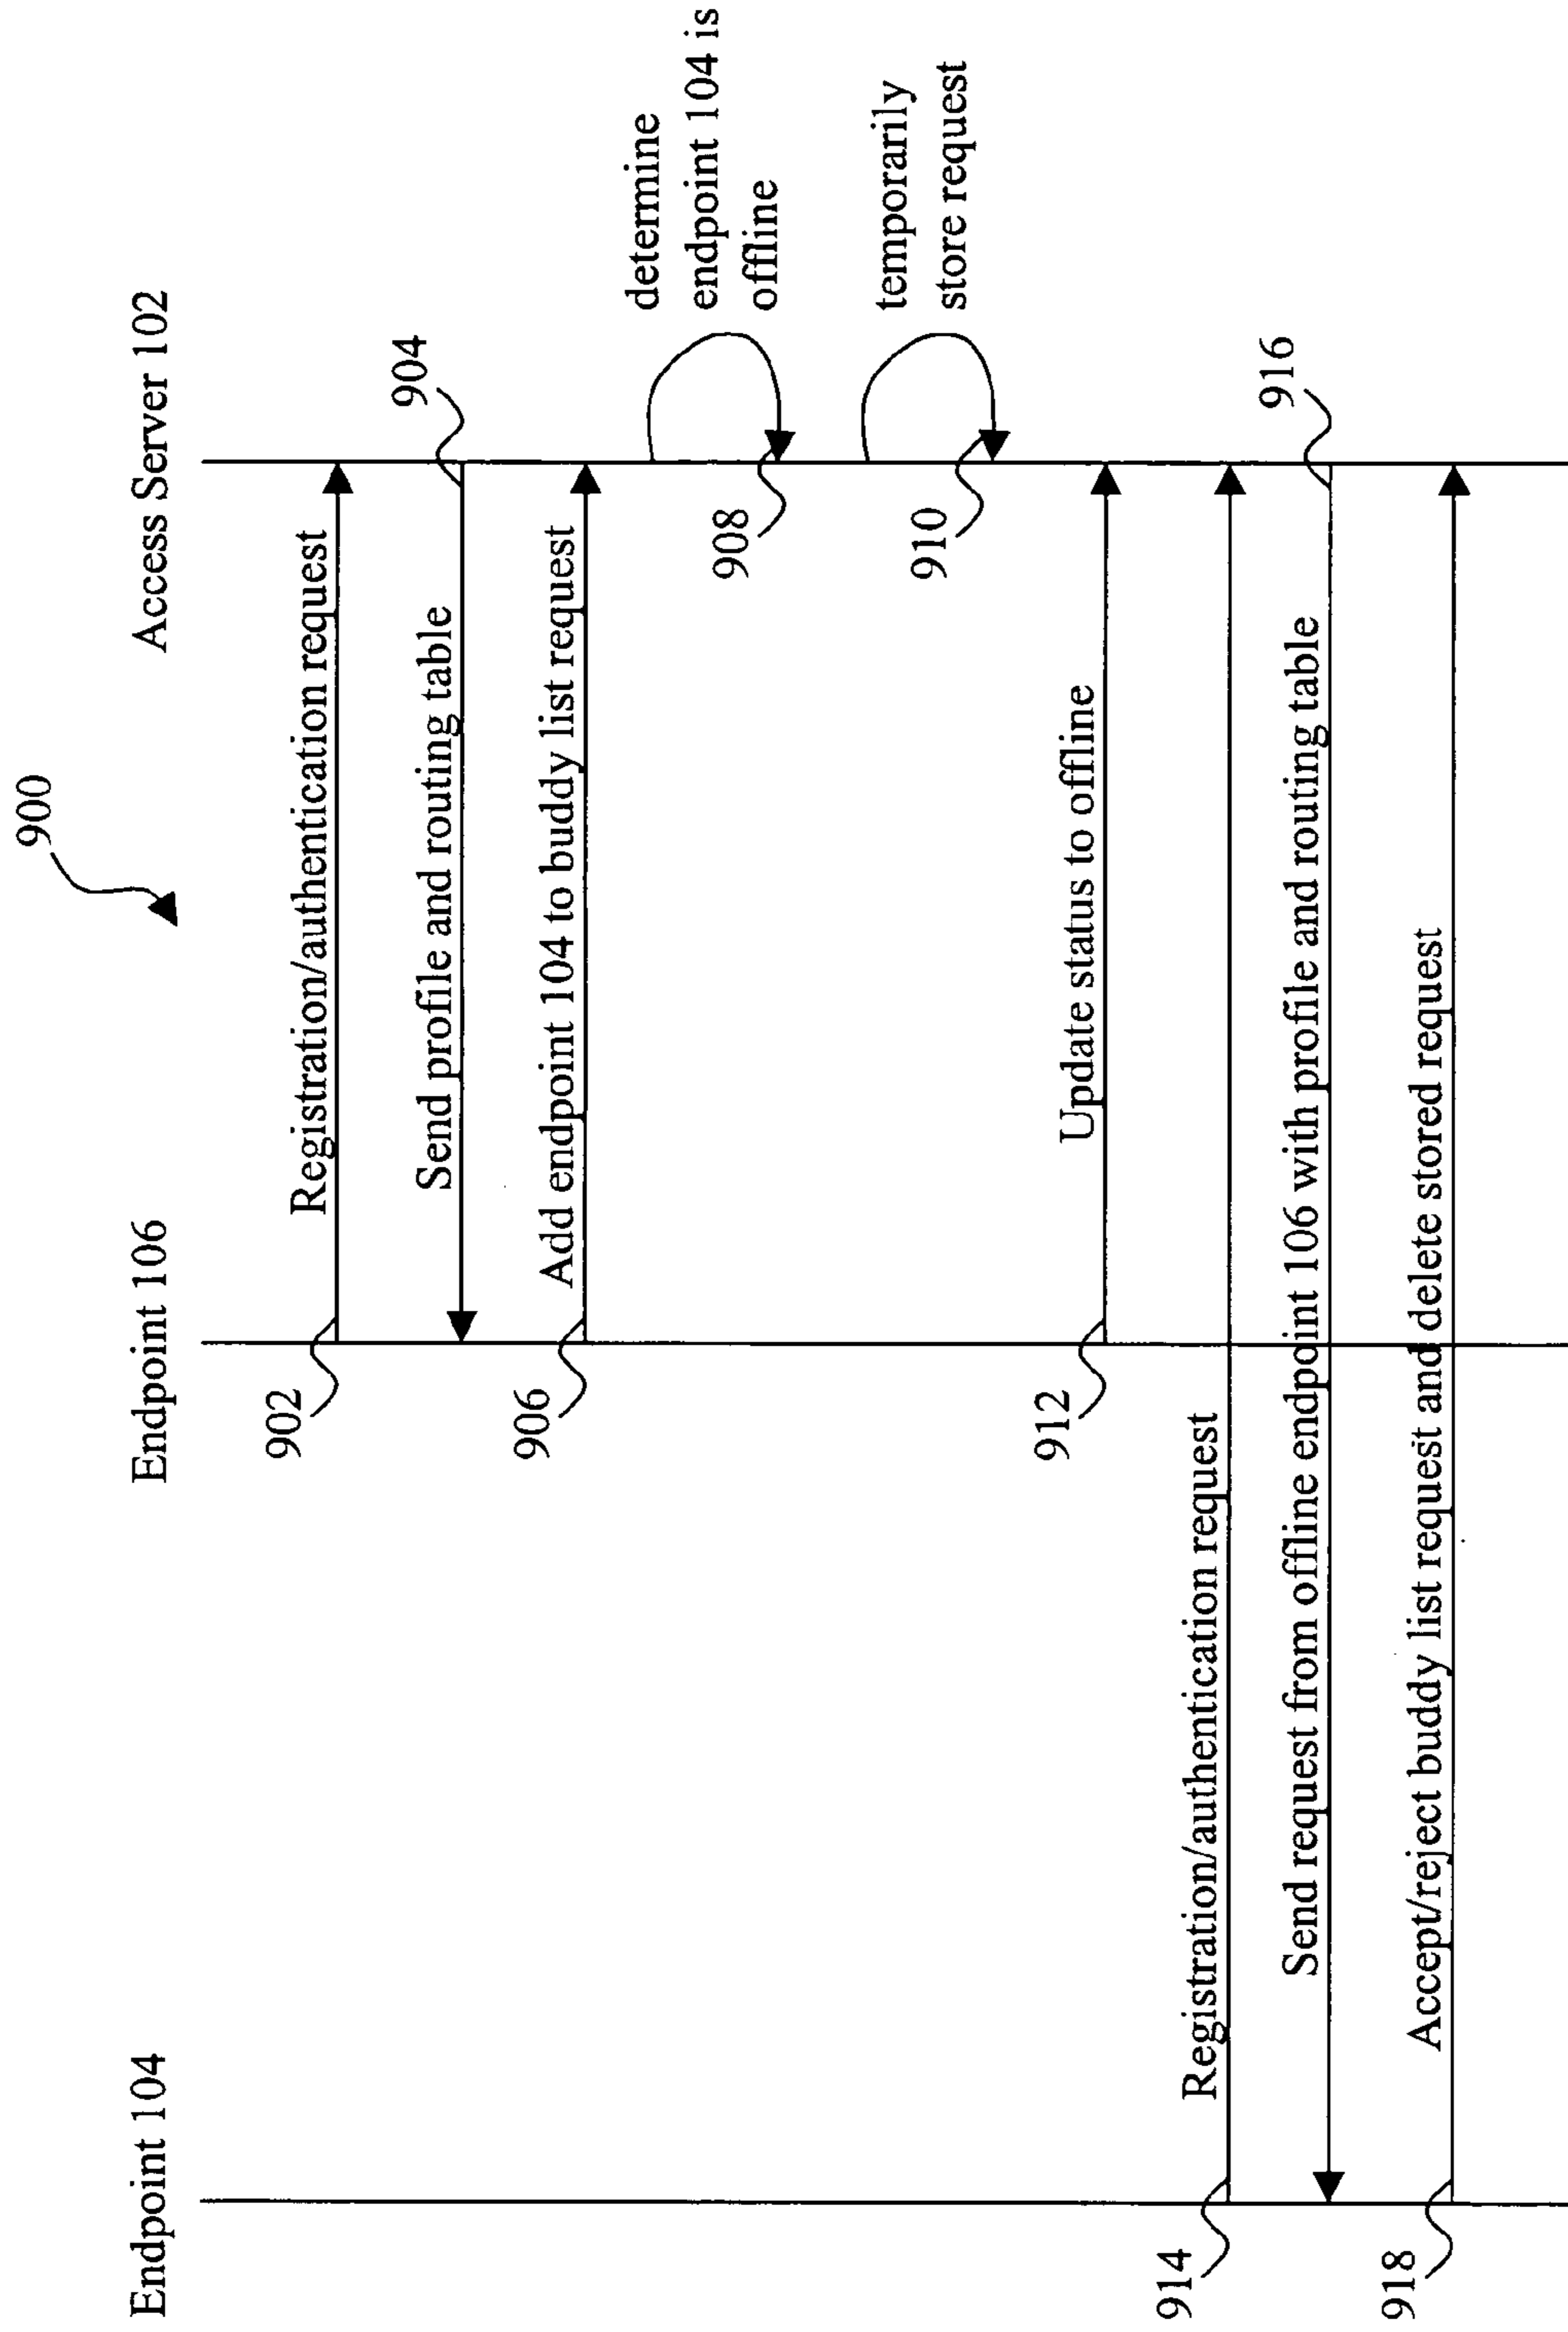 900
Endpoint 104
Endpoint 106
Access Server 102
902
Registration/authentication request
Send profile and routing table
904
906
Add endpoint 104 to buddy list request
determine
endpoint 104 is
offline
908
temporarily
store request
910
912
Update status to offline
914
Registration/authentication request
Send request from offline endpoint 106 with profile and routing table
916
918
Accept/reject buddy list request and delete stored request